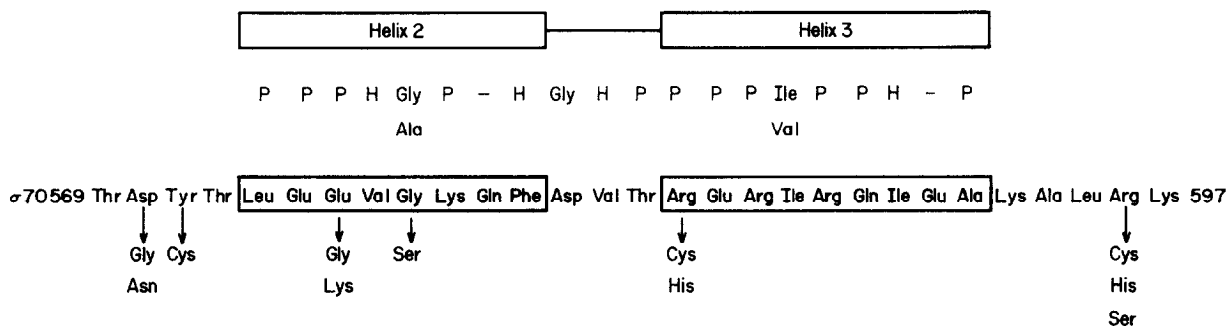 Helix 2 Helix 3
P P P H Gly P – H Gly H P P P P Ile P P H – P
Ala Val
σ70569 Thr Asp Tyr Thr Leu Glu Glu Val Gly Lys Gln Phe Asp Val Thr Arg Glu Arg Ile Arg Gln Ile Glu Ala Lys Ala Leu Arg Lys 597
Gly Cys Gly Ser Cys Cys
Asn Lys His His
Ser